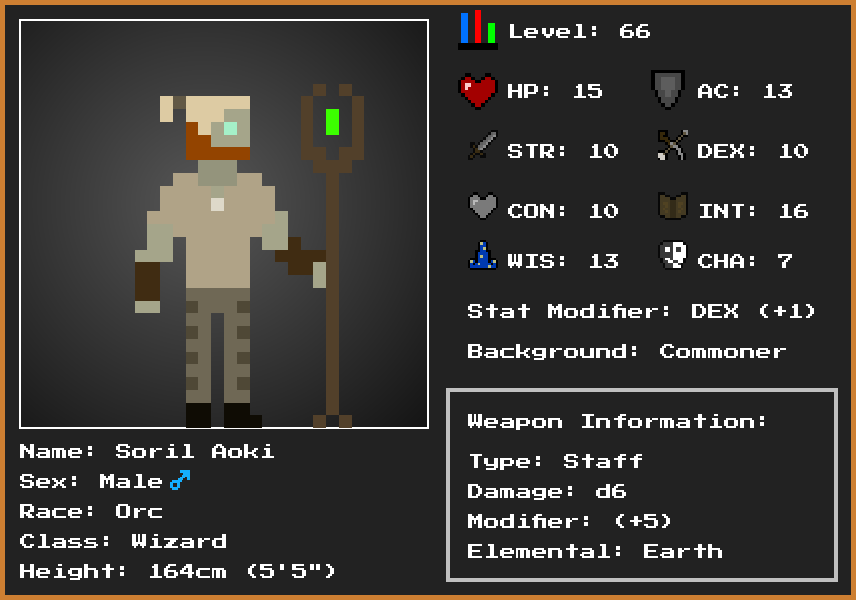 Level: 66
HP: 15 AC: 13
STR: 10 DEX: 10
CON: 10 INT: 16
WIS: 13 CHA: 7
Stat Modifier: DEX (+1)
Background: Commoner
Weapon Information:
Type: Staff
Damage: d6
Modifier: (+5)
Elemental: Earth
Name: Soril Aoki
Sex: Male♂
Race: Orc
Class: Wizard
Height: 164cm (5'5")